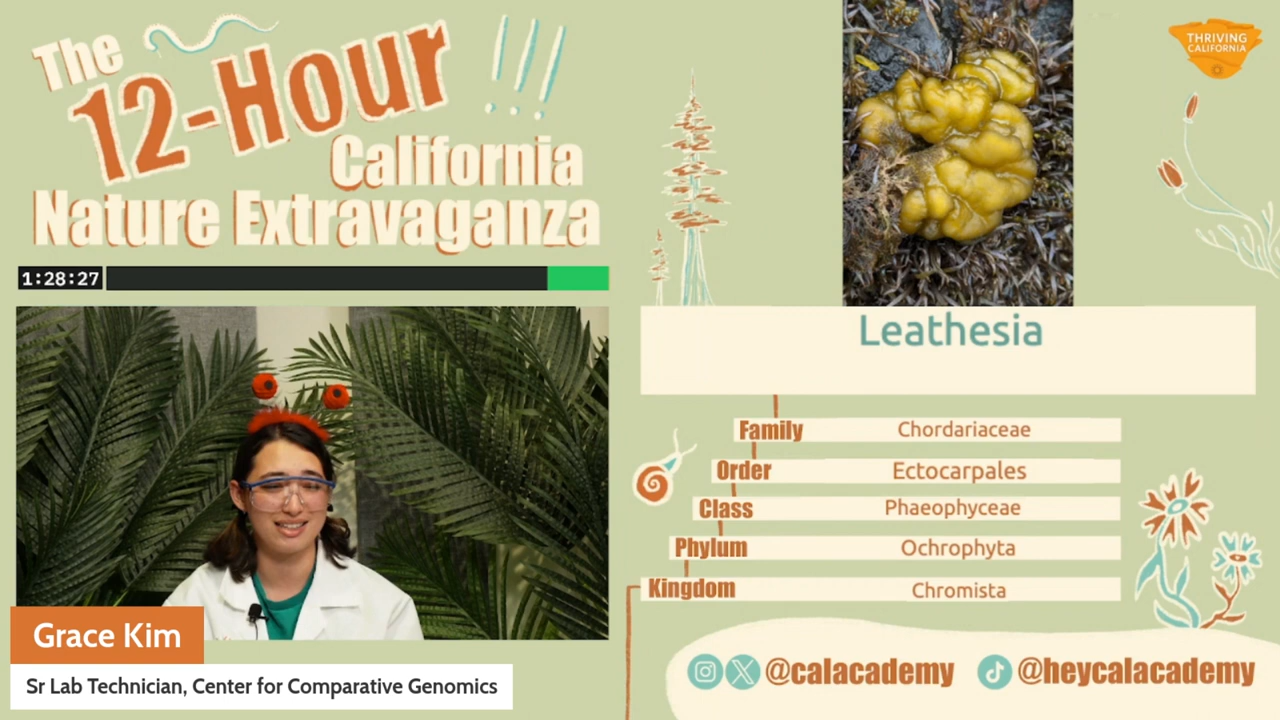 The
12-Hour
!!!
California
Nature Extravaganza
1:28:27
Grace Kim
Sr Lab Technician, Center for Comparative Genomics
THRIVING
CALIFORNIA
Leathesia
Family Chordariaceae
Order Ectocarpales
Class Phaeophyceae
Phylum Ochrophyta
Kingdom Chromista
@calacademy @heycalacademy